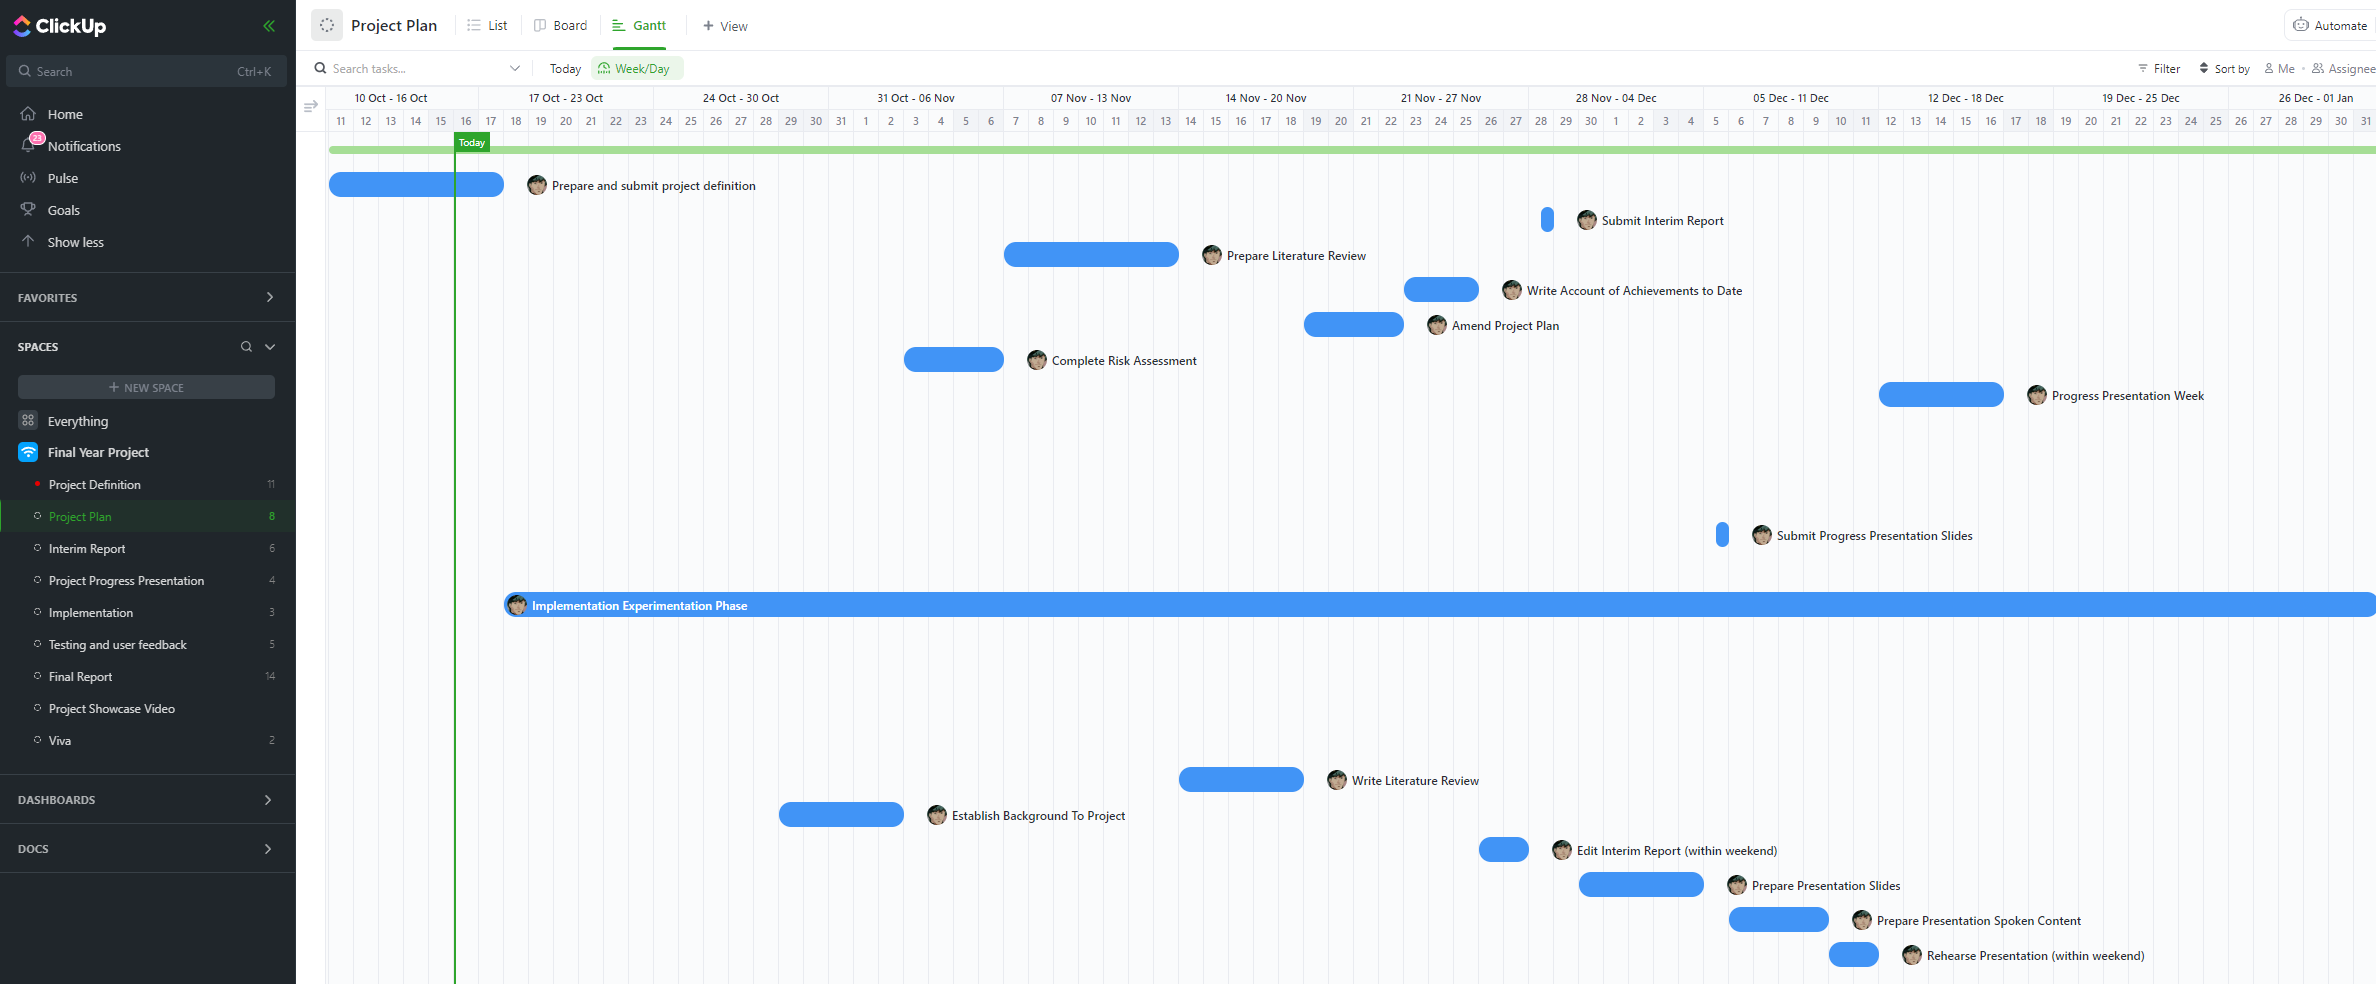 ClickUp
Search Ctrl+K
Home
23
Notifications
Pulse
Goals
Show less
FAVORITES
SPACES
+ NEW SPACE
Everything
Final Year Project
Project Definition 11
Project Plan 8
Interim Report 6
Project Progress Presentation 4
Implementation 3
Testing and user feedback 5
Final Report 14
Project Showcase Video
Viva 2
DASHBOARDS
DOCS
Project Plan List Board Gantt + View Automate
Search tasks... Today Week/Day Filter Sort by Me Assignee
10 Oct - 16 Oct 17 Oct - 23 Oct 24 Oct - 30 Oct 31 Oct - 06 Nov 07 Nov - 13 Nov 14 Nov - 20 Nov 21 Nov - 27 Nov 28 Nov - 04 Dec 05 Dec - 11 Dec 12 Dec - 18 Dec 19 Dec - 25 Dec 26 Dec - 01 Jan
11 12 13 14 15 16 17 18 19 20 21 22 23 24 25 26 27 28 29 30 31 1 2 3 4 5 6 7 8 9 10 11 12 13 14 15 16 17 18 19 20 21 22 23 24 25 26 27 28 29 30 1 2 3 4 5 6 7 8 9 10 11 12 13 14 15 16 17 18 19 20 21 22 23 24 25 26 27 28 29 30 31
Today
Prepare and submit project definition
Submit Interim Report
Prepare Literature Review
Write Account of Achievements to Date
Amend Project Plan
Complete Risk Assessment
Progress Presentation Week
Submit Progress Presentation Slides
Implementation Experimentation Phase
Write Literature Review
Establish Background To Project
Edit Interim Report (within weekend)
Prepare Presentation Slides
Prepare Presentation Spoken Content
Rehearse Presentation (within weekend)